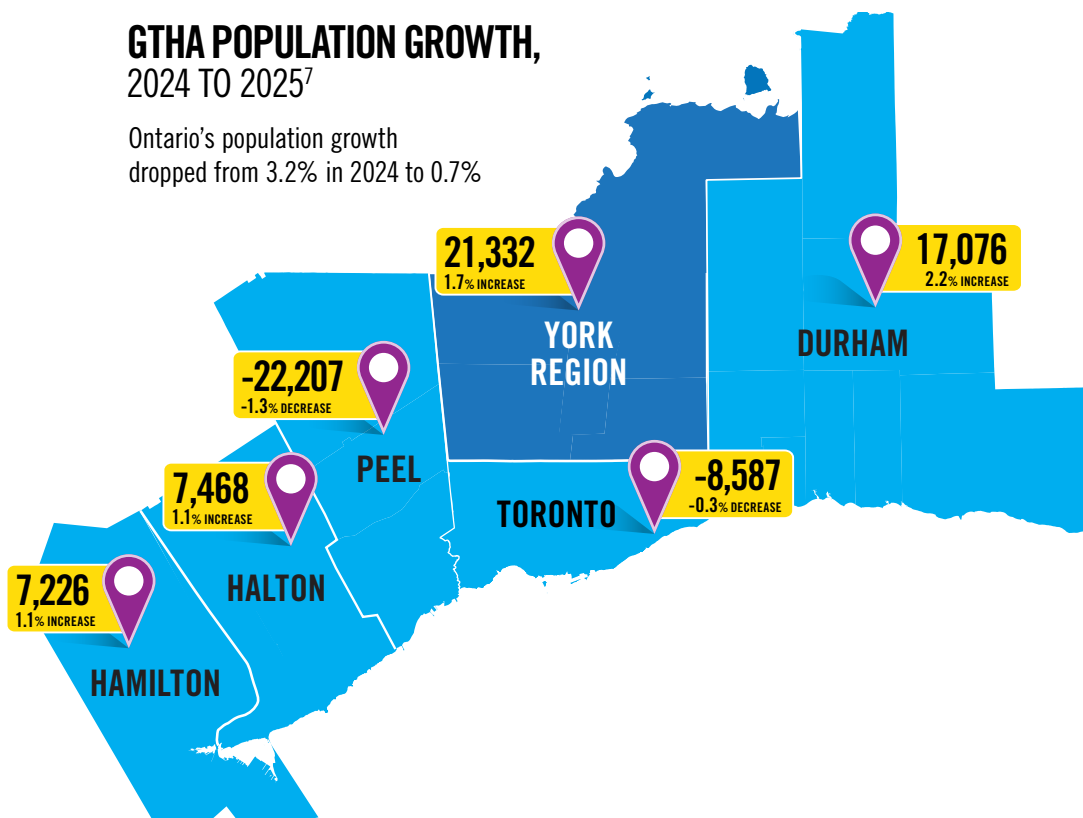 GTHA POPULATION GROWTH,
2024 TO 2025⁷
Ontario’s population growth
dropped from 3.2% in 2024 to 0.7%
21,332
1.7% INCREASE
YORK
REGION
17,076
2.2% INCREASE
DURHAM
-22,207
-1.3% DECREASE
PEEL
-8,587
-0.3% DECREASE
TORONTO
7,468
1.1% INCREASE
HALTON
7,226
1.1% INCREASE
HAMILTON